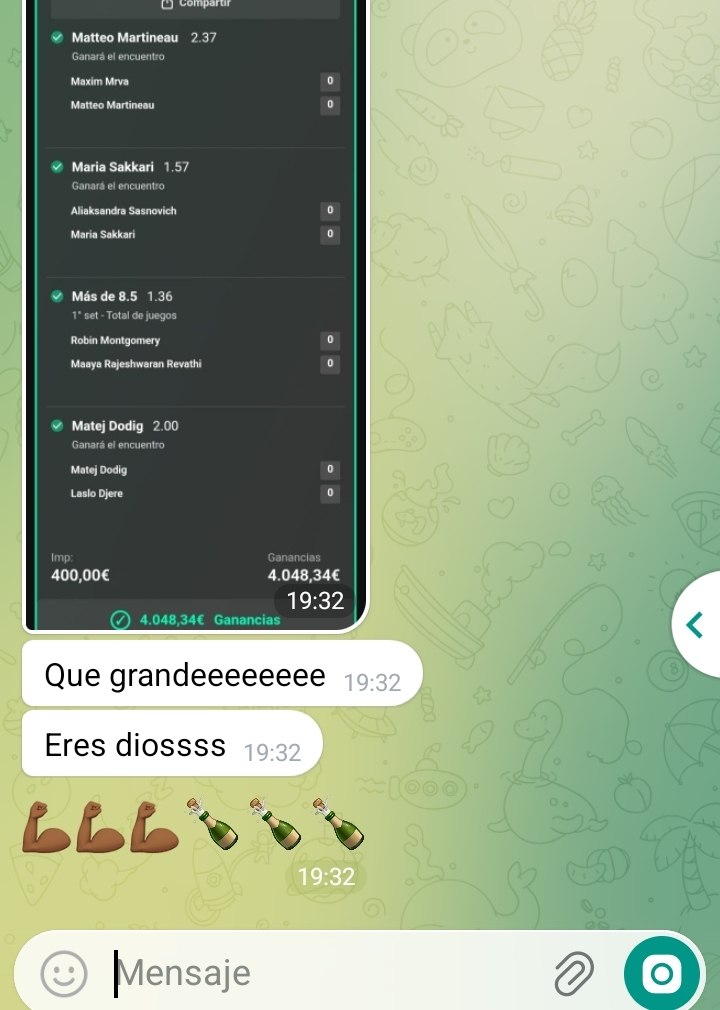 Compartir
Matteo Martineau 2.37
Ganará el encuentro
Maxim Mrva 0
Matteo Martineau 0
Maria Sakkari 1.57
Ganará el encuentro
Aliaksandra Sasnovich 0
Maria Sakkari 0
Más de 8.5 1.36
1° set - Total de juegos
Robin Montgomery 0
Maaya Rajeshwaran Revathi 0
Matej Dodig 2.00
Ganará el encuentro
Matej Dodig 0
Laslo Djere 0
Imp: Ganancias
400,00€ 4.048,34€
19:32
4.048,34€ Ganancias
Que grandeeeeeeee 19:32
Eres diossss 19:32
💪🏾💪🏾💪🏾🍾🍾🍾
19:32
Mensaje